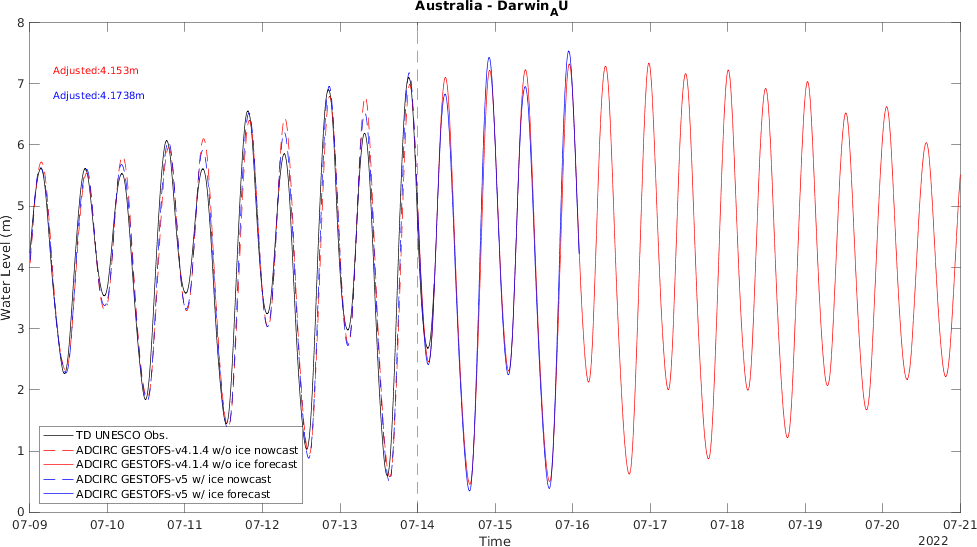 Australia - DarwinAU
8
7
6
5
4
3
2
1
0
Water Level (m)
Adjusted:4.153m
Adjusted:4.1738m
TD UNESCO Obs.
ADCIRC GESTOFS-v4.1.4 w/o ice nowcast
ADCIRC GESTOFS-v4.1.4 w/o ice forecast
ADCIRC GESTOFS-v5 w/ ice nowcast
ADCIRC GESTOFS-v5 w/ ice forecast
07-09 07-10 07-11 07-12 07-13 07-14 07-15 07-16 07-17 07-18 07-19 07-20 07-21
Time
2022